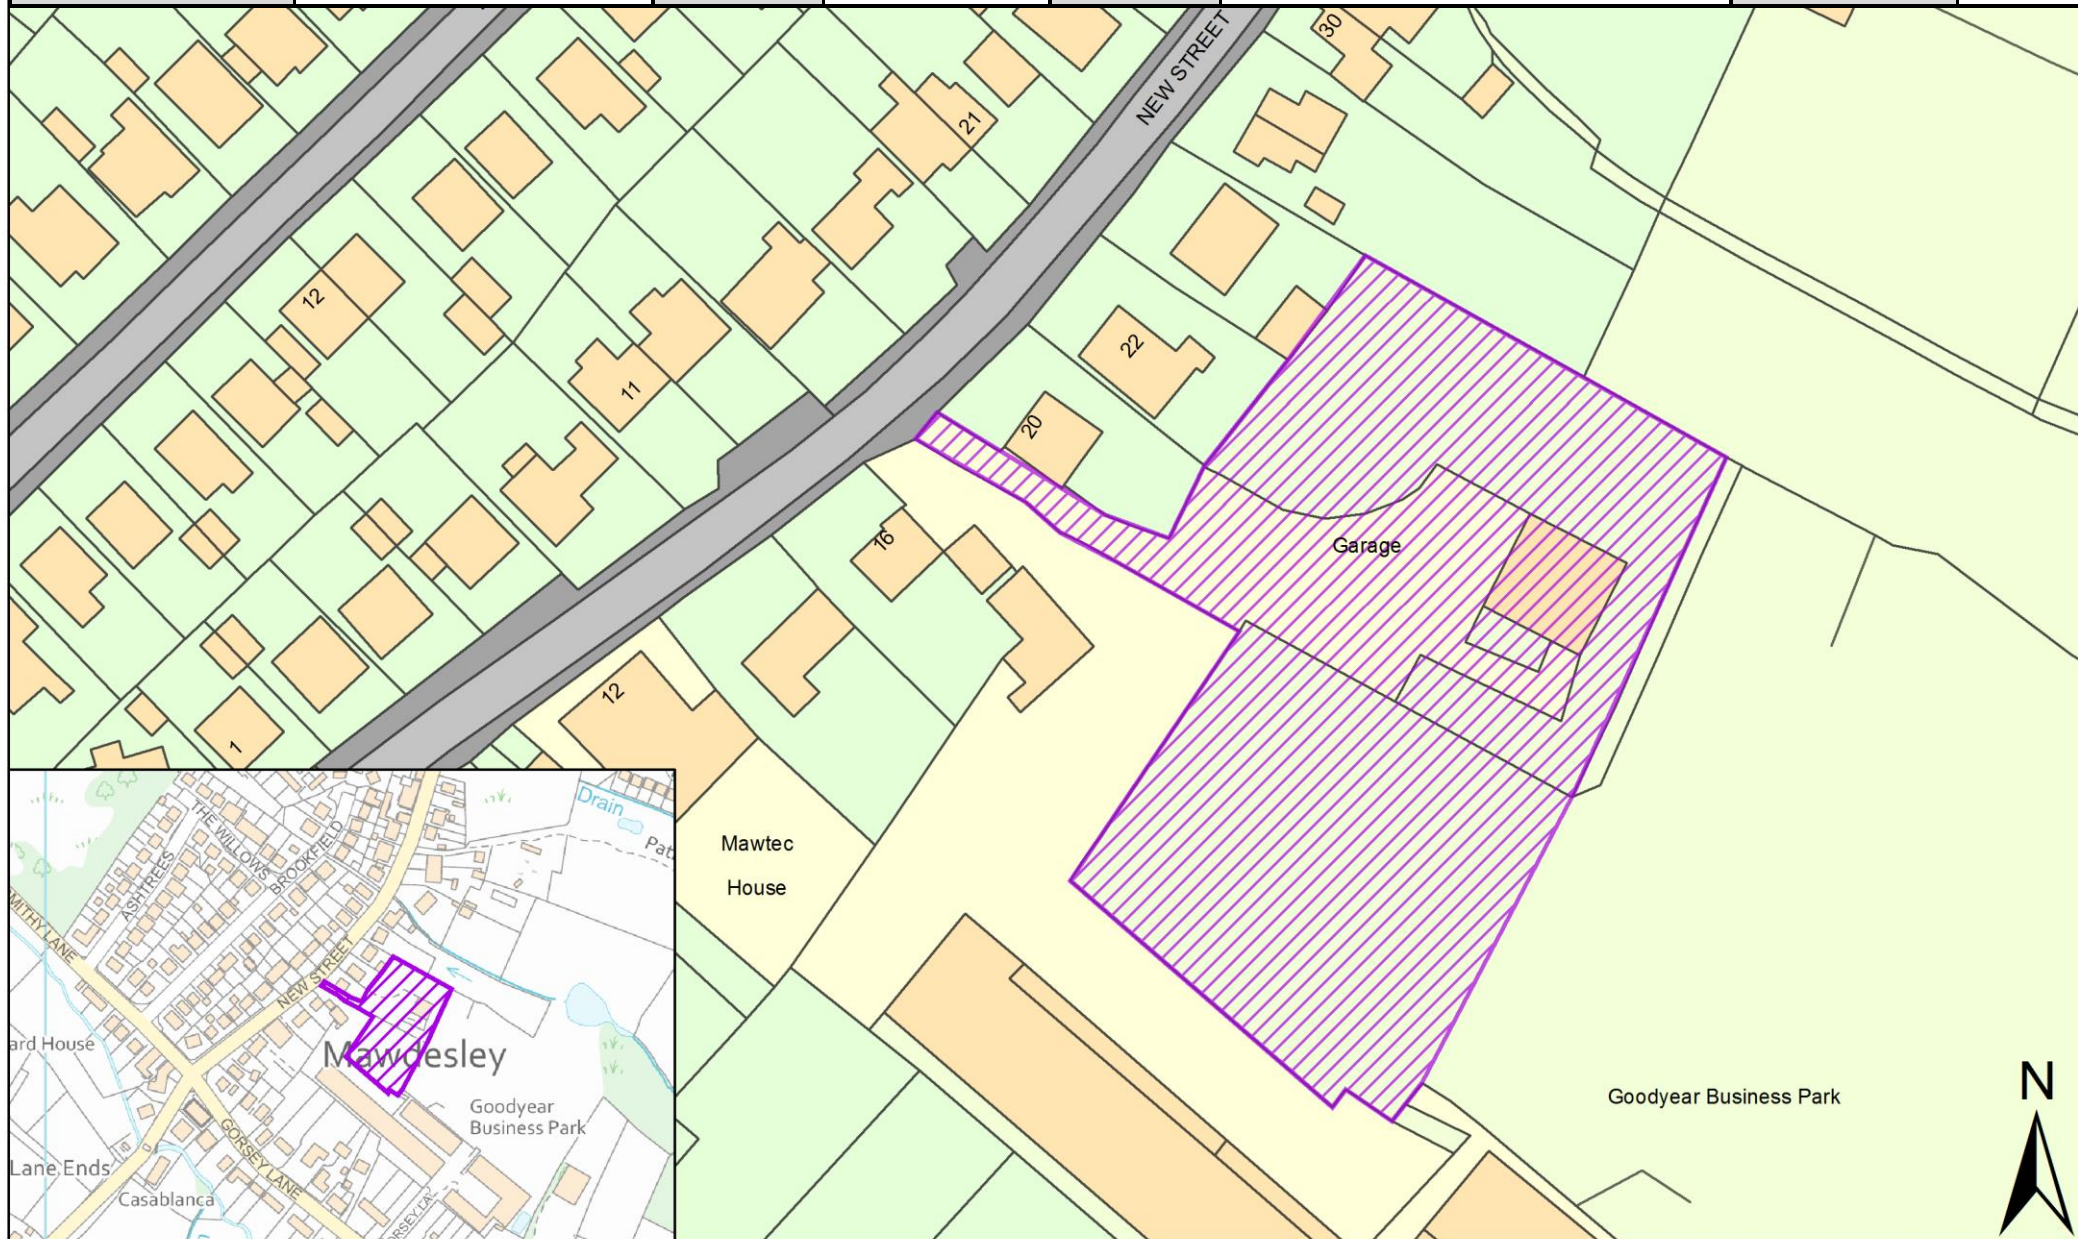 NEW STREET
30
21
12
11
22
20
16
Garage
12
1
Mawtec
House
Goodyear Business Park
N
Drain
THE WILLOWS
BROOKFIELD
ASHTREES
NEW STREET
Mawdesley
Goodyear
Business Park
ard House
Lane Ends
GORSEY LANE
Casablanca